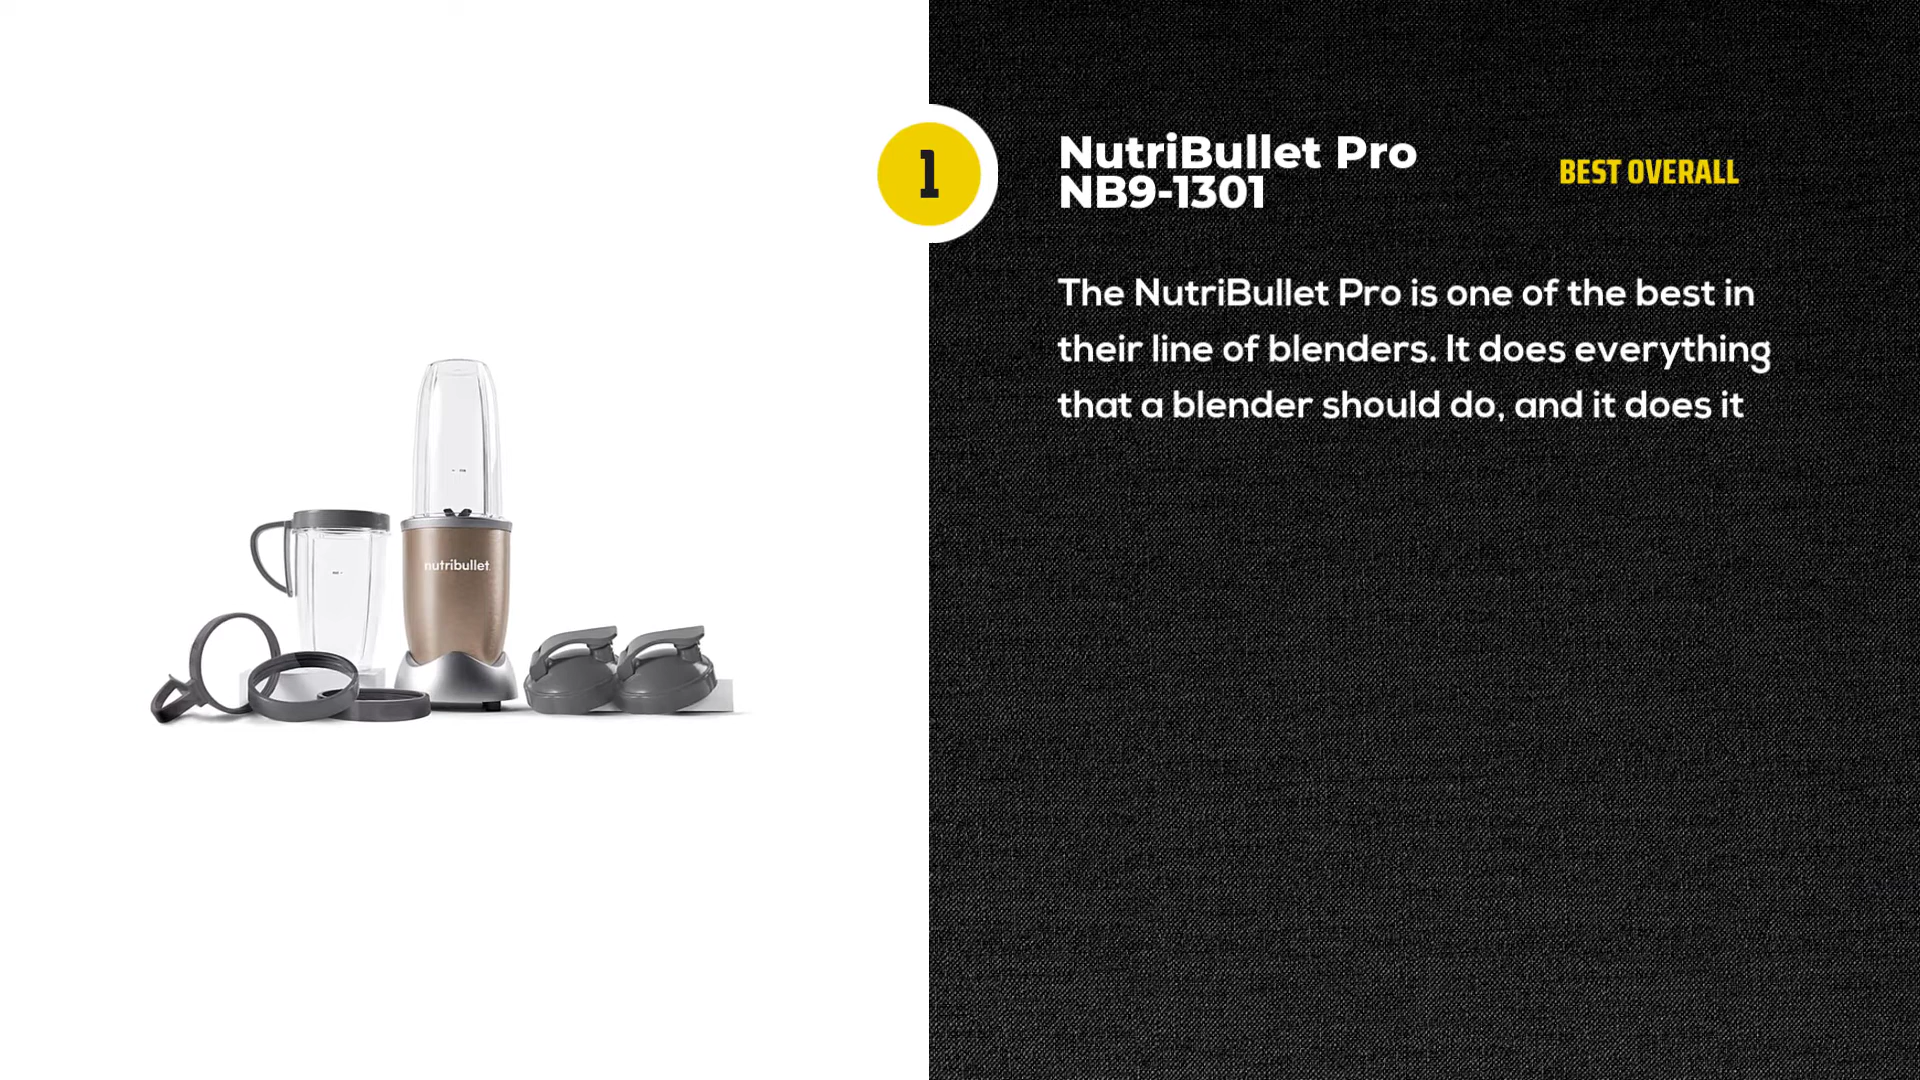 1
NutriBullet Pro
NB9-1301
BEST OVERALL
The NutriBullet Pro is one of the best in
their line of blenders. It does everything
that a blender should do, and it does it
nutribullet